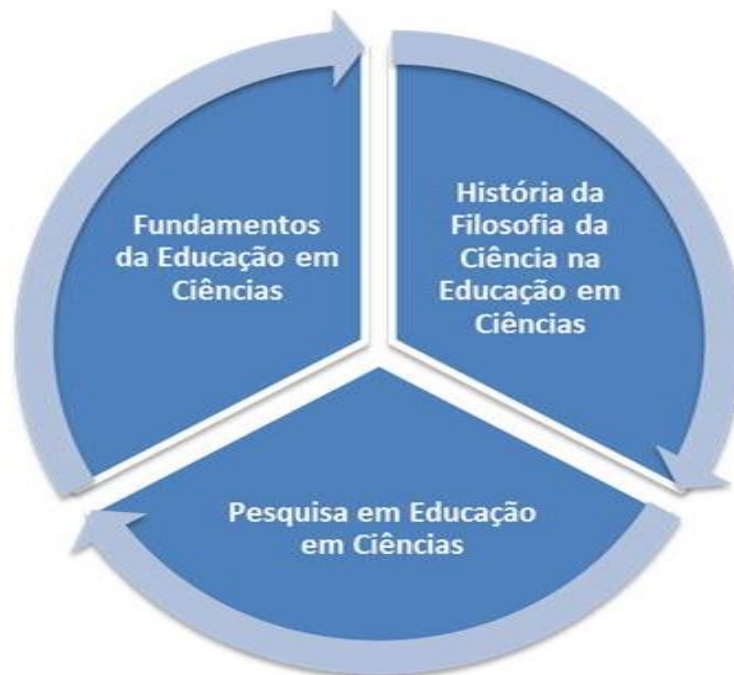 Fundamentos
da Educação em
Ciências
História da
Filosofia da
Ciência na
Educação em
Ciências
Pesquisa em Educação
em Ciências